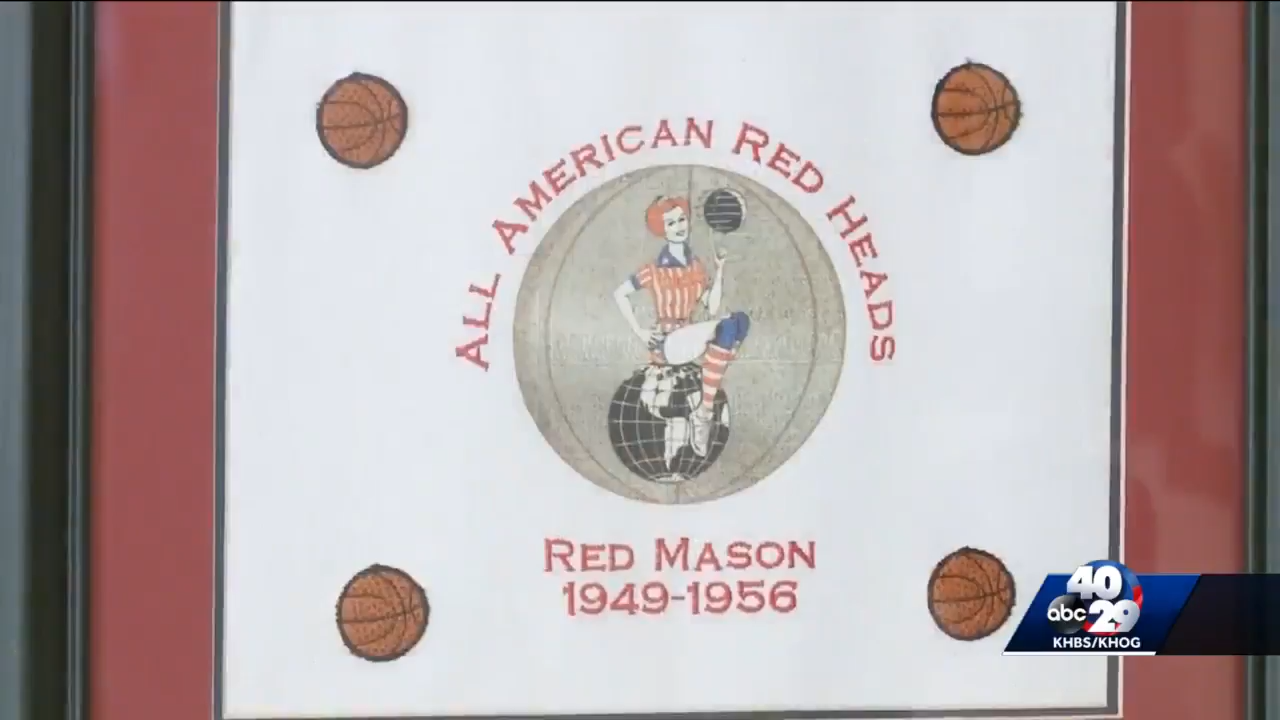 All American Red Heads
Red Mason
1949-1956
40
abc 29
KHBS/KHOG